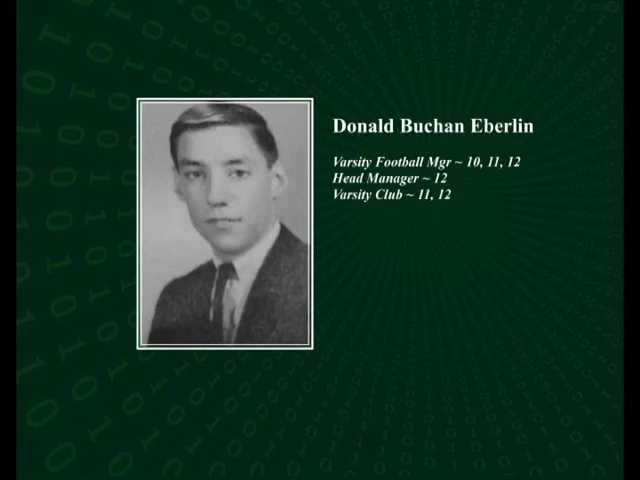 Donald Buchan Eberlin
Varsity Football Mgr ~ 10, 11, 12
Head Manager ~ 12
Varsity Club ~ 11, 12